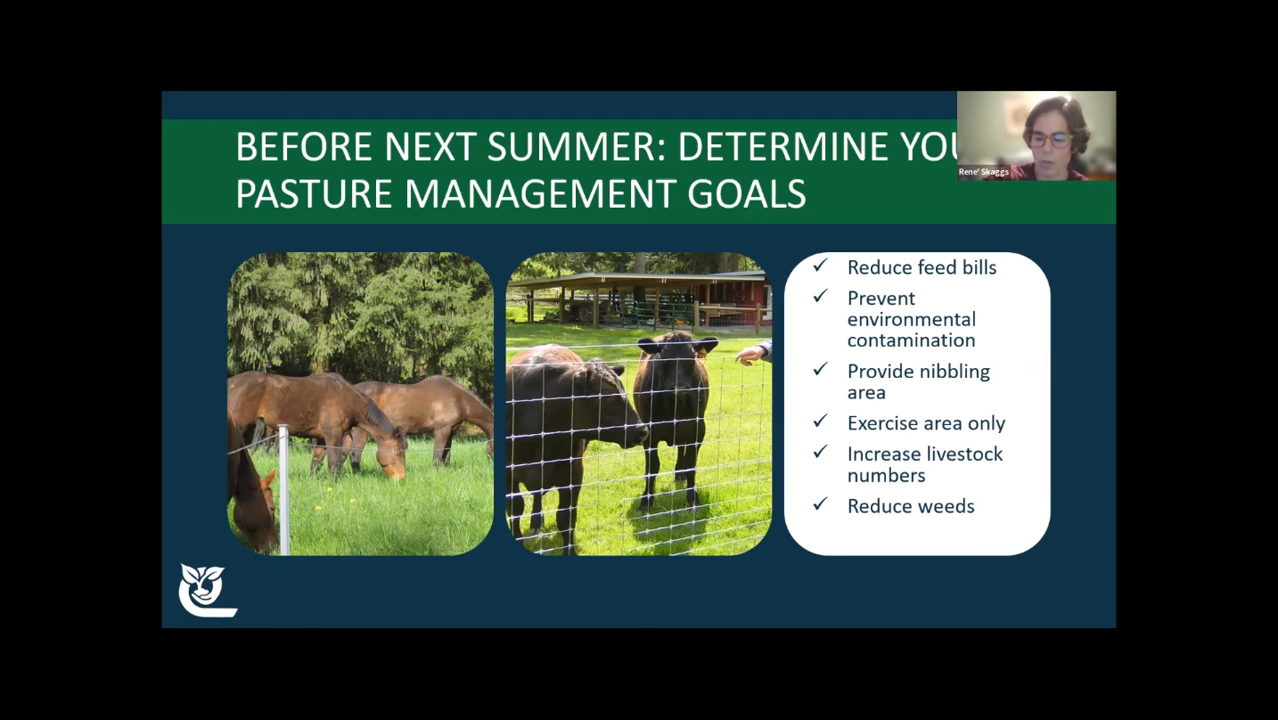 BEFORE NEXT SUMMER: DETERMINE YOU
PASTURE MANAGEMENT GOALS
Rene' Skaggs
✓ Reduce feed bills
✓ Prevent
environmental
contamination
✓ Provide nibbling
area
✓ Exercise area only
✓ Increase livestock
numbers
✓ Reduce weeds